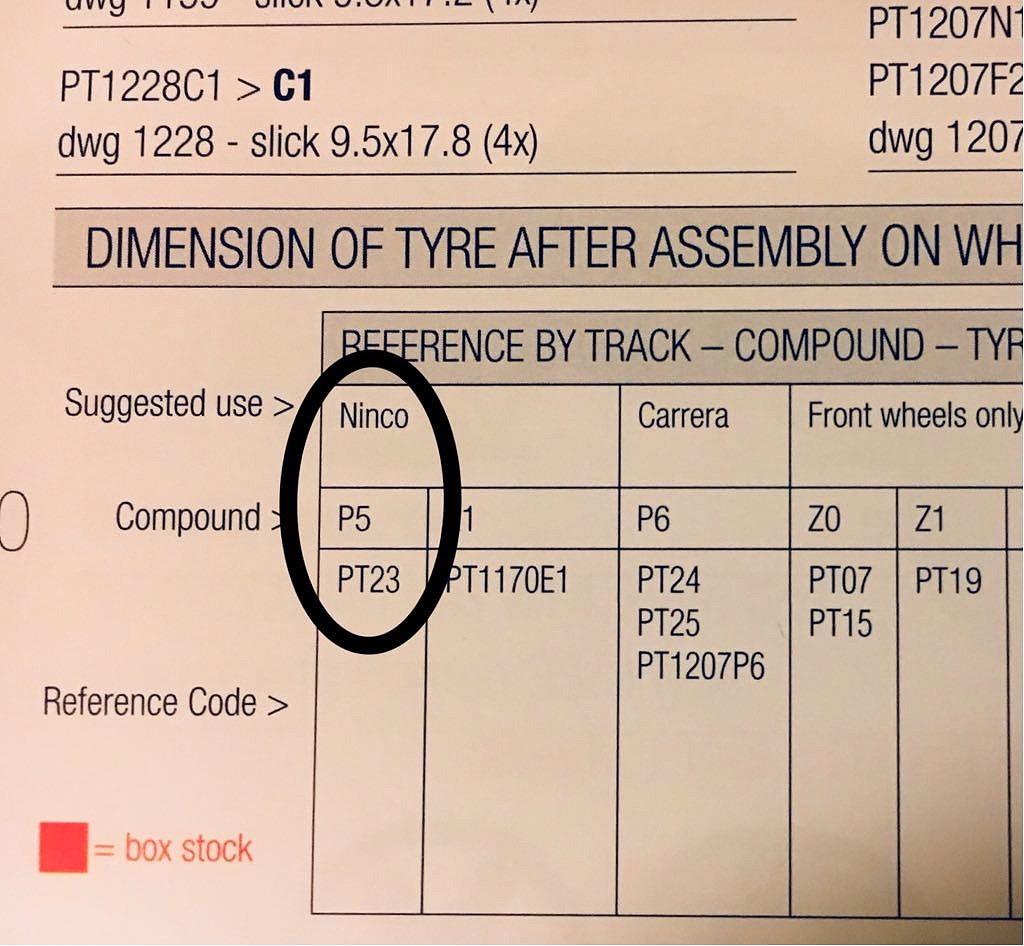 PT1228C1 > C1
dwg 1228 - slick 9.5x17.8 (4x)
PT1207N1
PT1207F2
dwg 1207
DIMENSION OF TYRE AFTER ASSEMBLY ON WH
REFERENCE BY TRACK – COMPOUND – TYR
Suggested use > Ninco Carrera Front wheels only
Compound > P5 1 P6 Z0 Z1
PT23 PT1170E1 PT24 PT07 PT19
PT25 PT15
PT1207P6
Reference Code >
= box stock